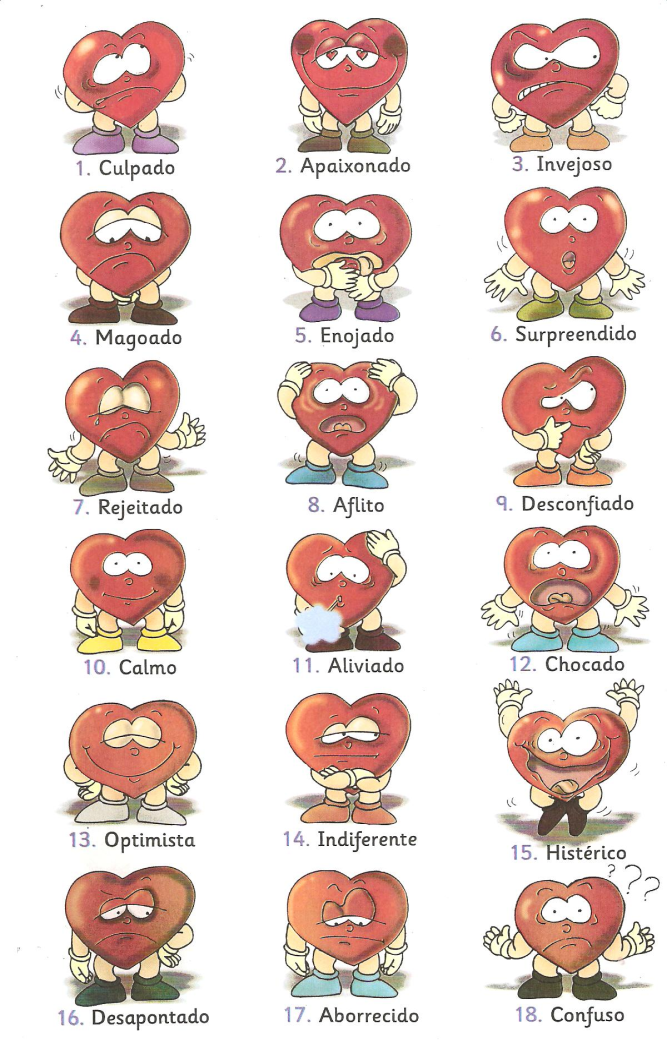 1. Culpado
2. Apaixonado
3. Invejoso
4. Magoado
5. Enojado
6. Surpreendido
7. Rejeitado
8. Aflito
9. Desconfiado
10. Calmo
11. Aliviado
12. Chocado
13. Optimista
14. Indiferente
15. Histérico
? ? ?
16. Desapontado
17. Aborrecido
18. Confuso